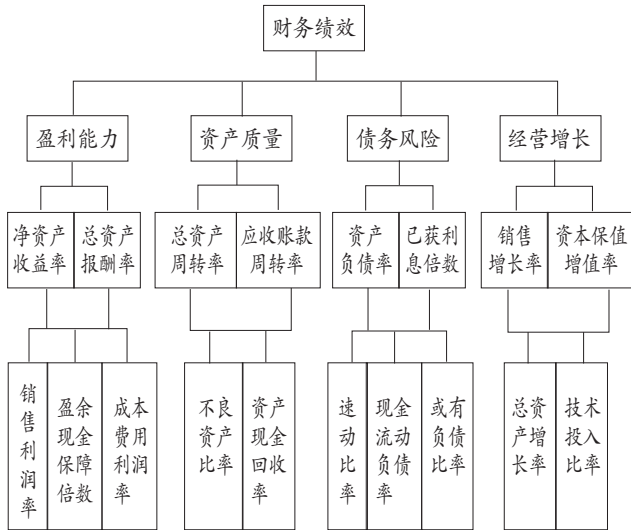 财务绩效
盈利能力
资产质量
债务风险
经营增长
净资产
收益率
总资产
报酬率
总资产
周转率
应收账款
周转率
资产
负债率
已获利
息倍数
销售
增长率
资本保值
增值率
销
售
利
润
率
盈余
现金
保障
倍数
成本
费用
利润
率
不良
资产
比率
资产
现金
回收
率
速
动
比
率
现金
流动
负债
率
或有
负债
比率
总资
产增
长率
技术
投入
比率